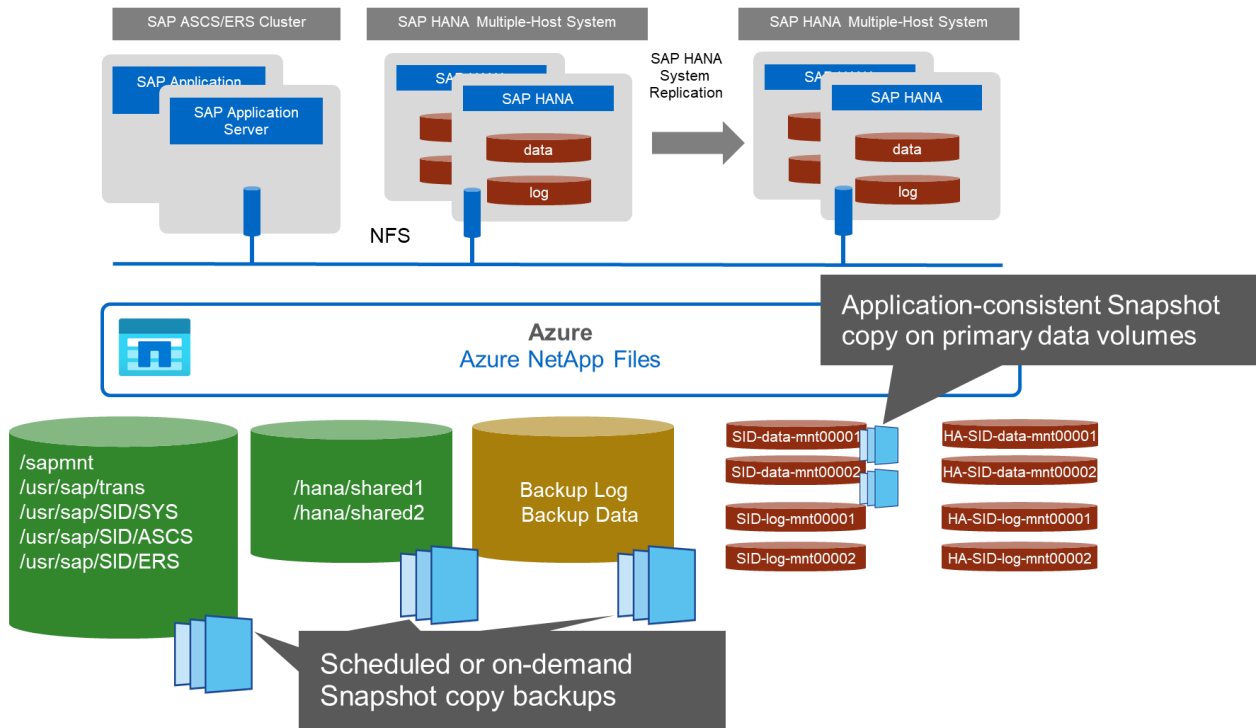 SAP ASCS/ERS Cluster
SAP HANA Multiple-Host System
SAP HANA Multiple-Host System
SAP Application
SAP Application
Server
SAP HANA
data
log
SAP HANA
System
Replication
SAP HANA
data
log
NFS
Azure
Azure NetApp Files
Application-consistent Snapshot
copy on primary data volumes
/sapmnt
/usr/sap/trans
/usr/sap/SID/SYS
/usr/sap/SID/ASCS
/usr/sap/SID/ERS
/hana/shared1
/hana/shared2
Backup Log
Backup Data
SID-data-mnt00001
SID-data-mnt00002
SID-log-mnt00001
SID-log-mnt00002
HA-SID-data-mnt00001
HA-SID-data-mnt00002
HA-SID-log-mnt00001
HA-SID-log-mnt00002
Scheduled or on-demand
Snapshot copy backups